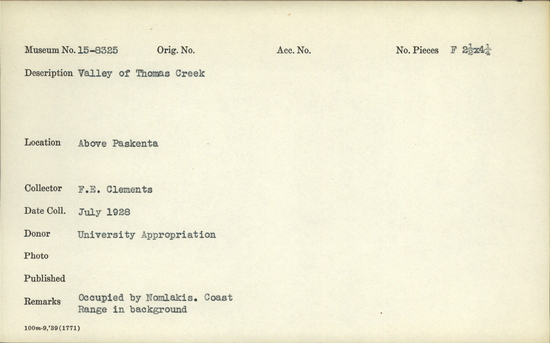 Museum No. 15-8325 Orig. No. Acc. No. No. Pieces F 2½x4¼
Description Valley of Thomas Creek
Location Above Paskenta
Collector F.E. Clements
Date Coll. July 1928
Donor University Appropriation
Photo
Published
Remarks Occupied by Nomlakis. Coast
Range in background
100m-9,'39(1771)